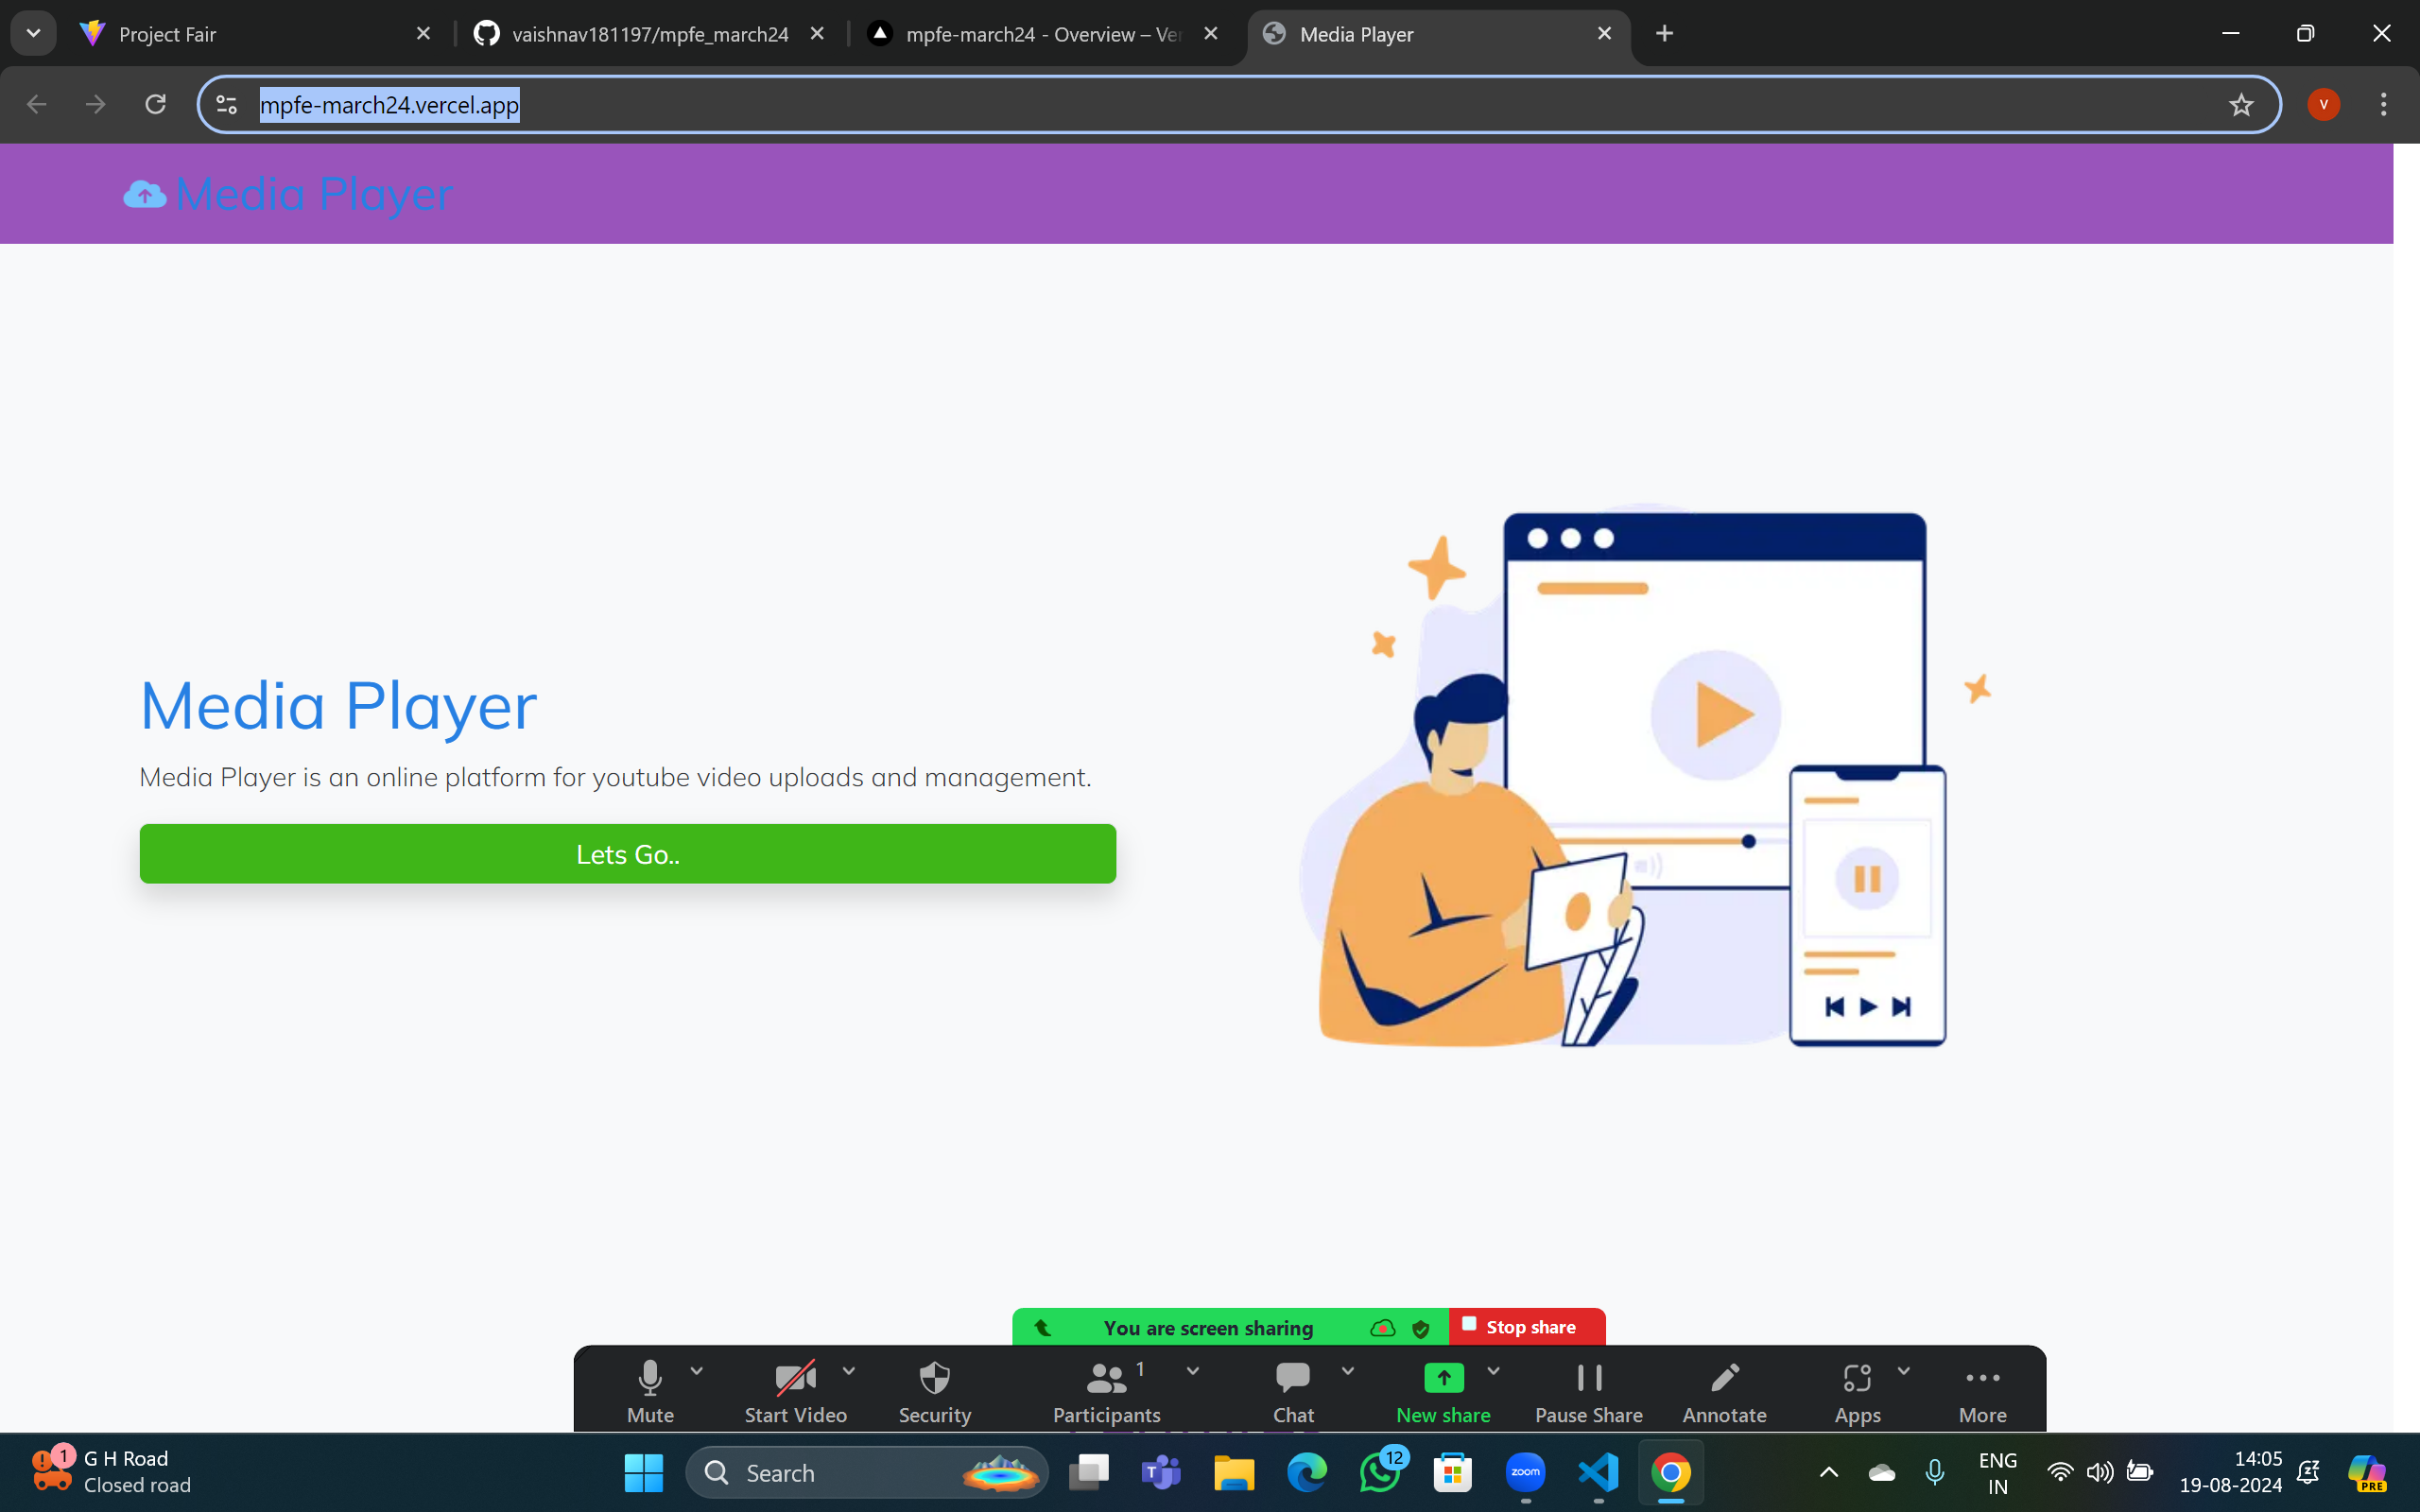 Project Fair
vaishnav181197/mpfe_march24
mpfe-march24 - Overview – Ver
Media Player
mpfe-march24.vercel.app
V
Media Player
Media Player
Media Player is an online platform for youtube video uploads and management.
Lets Go..
You are screen sharing
Stop share
1
Mute
Start Video
Security
Participants
Chat
New share
Pause Share
Annotate
Apps
More
1
G H Road
Closed road
Search
T
12
zoom
ENG
IN
14:05
19-08-2024
PRE